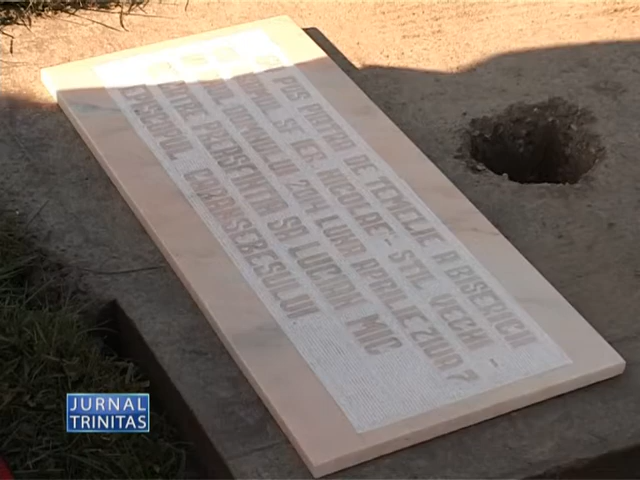 PUS PIATRA DE TEMELIE A BISERICII
SF. IER. NICOLAE - STIL VECHI -
DOMNULUI 2014 LUNA APRILIE ZIUA 7
CATRE PREASFINTIA SA LUCIAN MIC
EPISCOPUL CARANSEBESULUI
JURNAL
TRINITAS